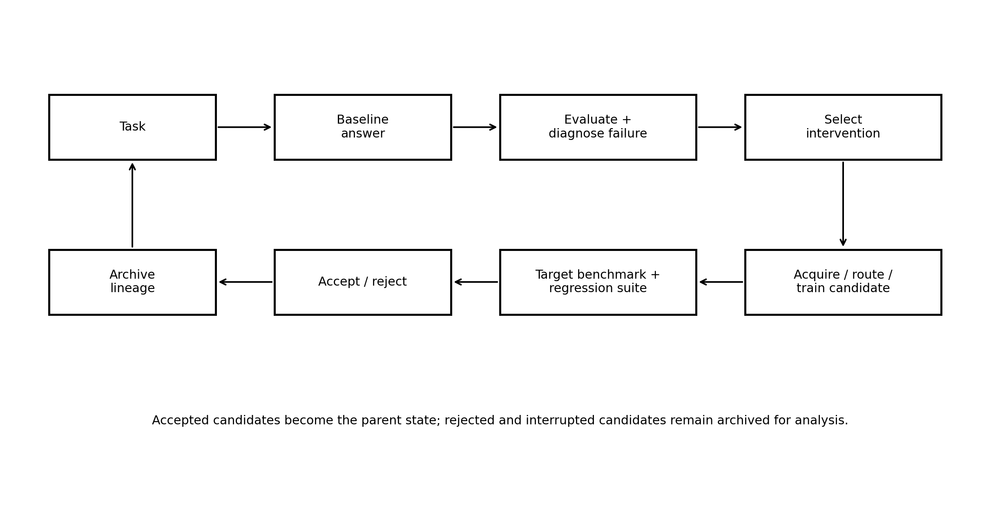 Task
Baseline
answer
Evaluate +
diagnose failure
Select
intervention
Archive
lineage
Accept / reject
Target benchmark +
regression suite
Acquire / route /
train candidate
Accepted candidates become the parent state; rejected and interrupted candidates remain archived for analysis.